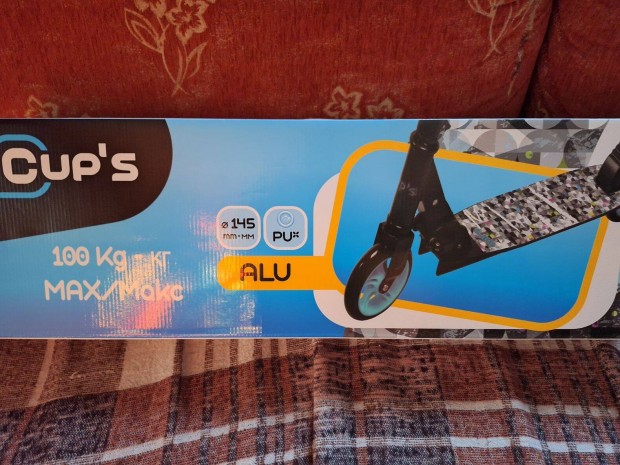 Cup's
100 Kg - кг
MAX/Макс
ø 145
mm • мм
PU
ALU